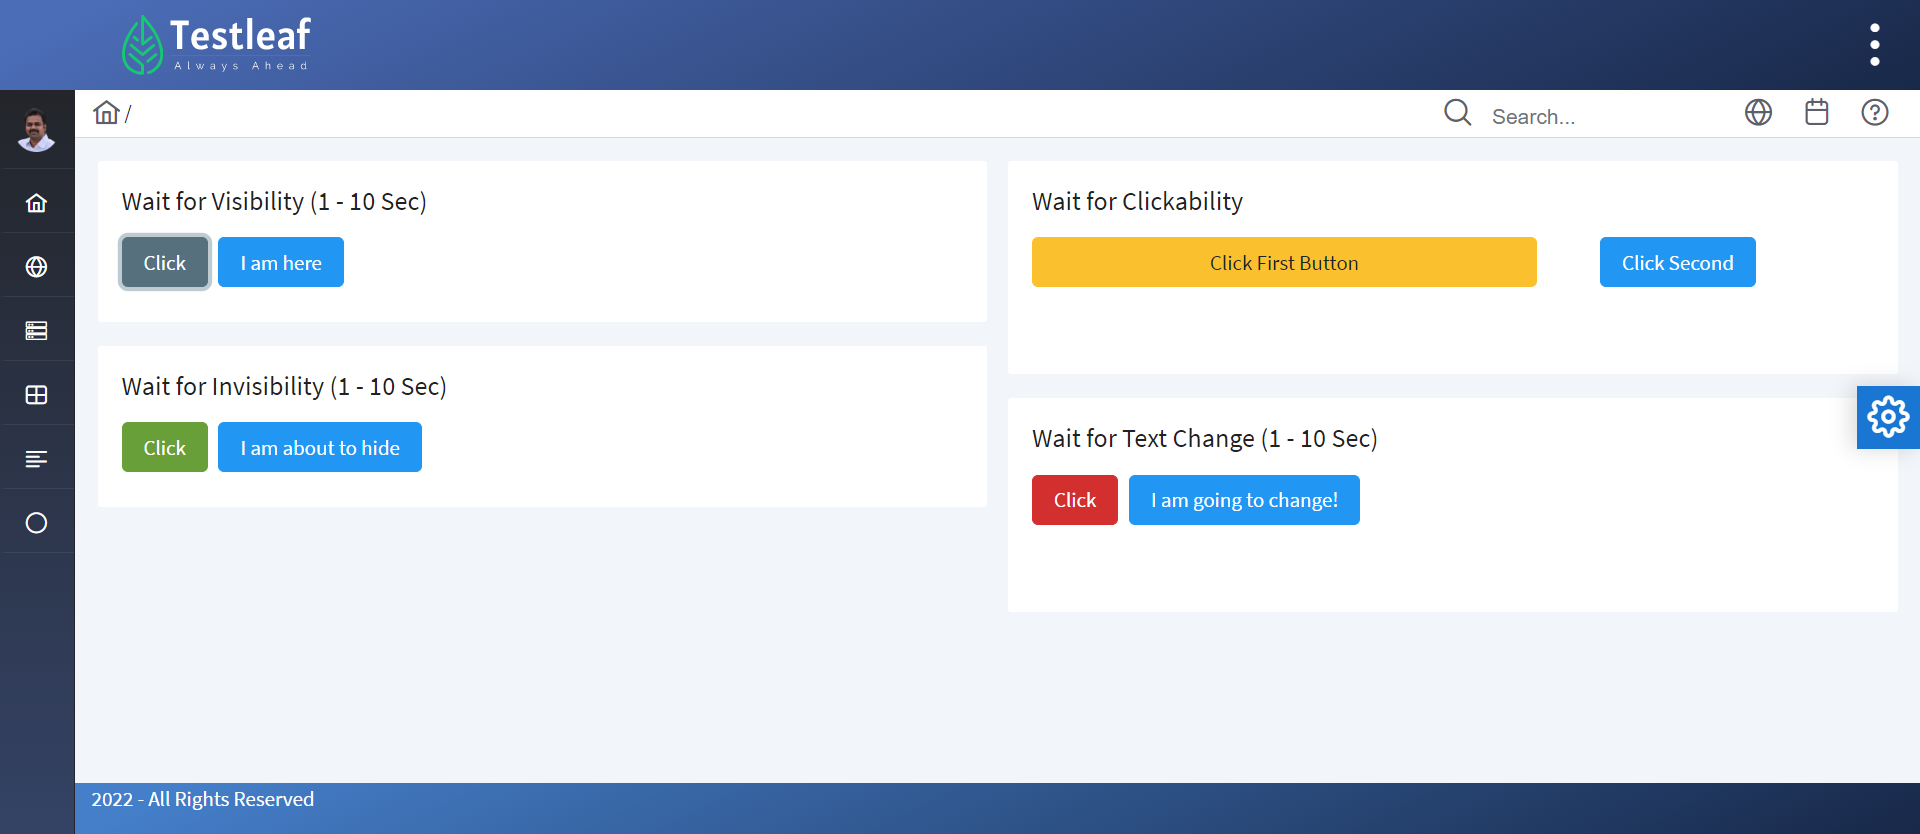 Testleaf
Always Ahead
/
Search...
Wait for Visibility (1 - 10 Sec)
Click
I am here
Wait for Invisibility (1 - 10 Sec)
Click
I am about to hide
Wait for Clickability
Click First Button
Click Second
Wait for Text Change (1 - 10 Sec)
Click
I am going to change!
2022 - All Rights Reserved